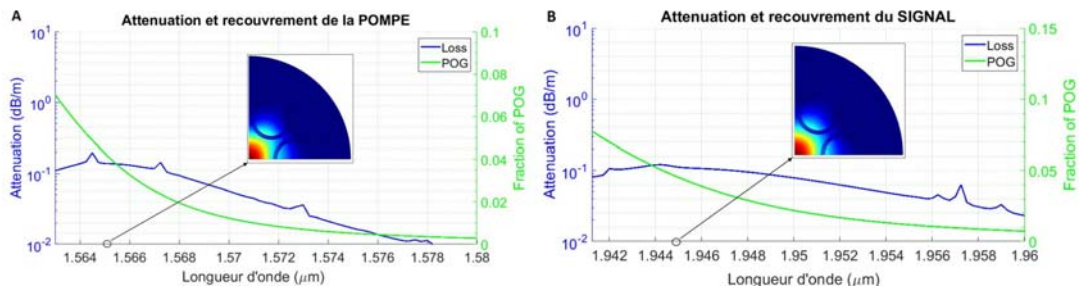 A
Attenuation et recouvrement de la POMPE
Attenuation (dB/m)
10^1
10^0
10^-1
10^-2
Loss
POG
0.1
0.08
0.06
0.04
0.02
0
Fraction of POG
1.564 1.566 1.568 1.57 1.572 1.574 1.576 1.578 1.58
Longueur d'onde (μm)
B
Attenuation et recouvrement du SIGNAL
Attenuation (dB/m)
10^1
10^0
10^-1
10^-2
Loss
POG
0.15
0.1
0.05
0
Fraction of POG
1.942 1.944 1.946 1.948 1.95 1.952 1.954 1.956 1.958 1.96
Longueur d'onde (μm)